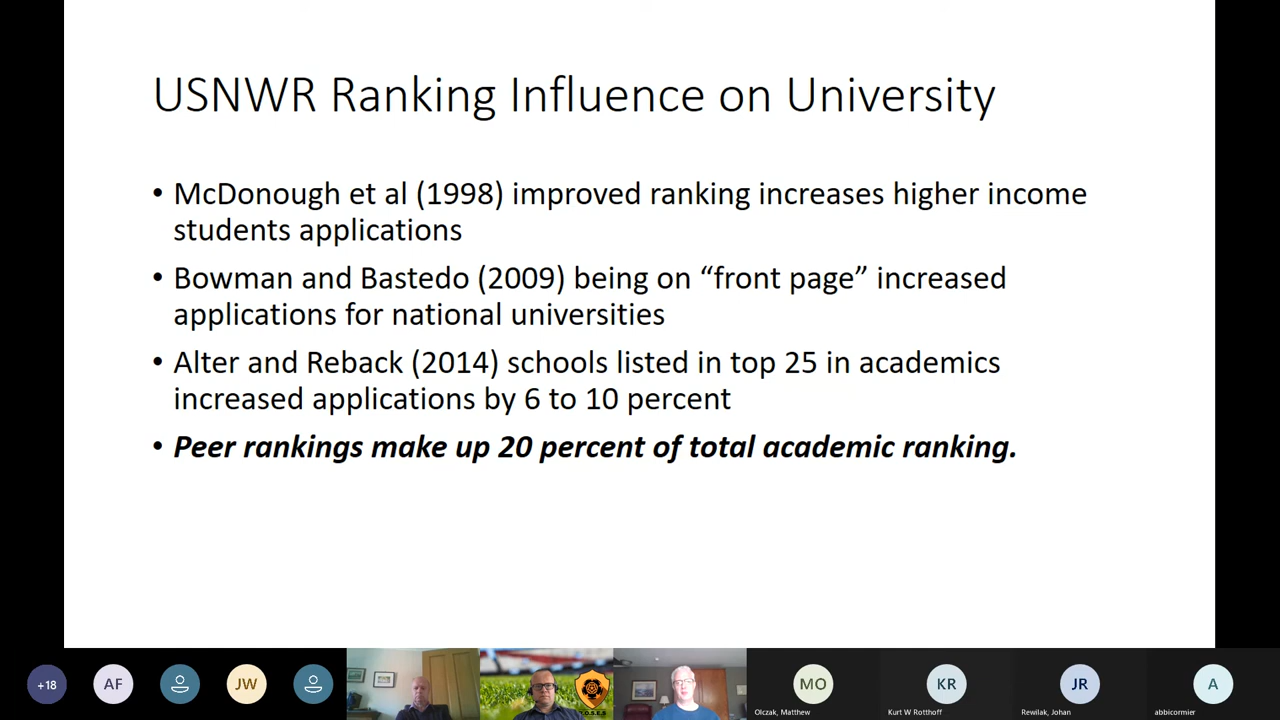 USNWR Ranking Influence on University
• McDonough et al (1998) improved ranking increases higher income
students applications
• Bowman and Bastedo (2009) being on “front page” increased
applications for national universities
• Alter and Reback (2014) schools listed in top 25 in academics
increased applications by 6 to 10 percent
• Peer rankings make up 20 percent of total academic ranking.
+18
AF
JW
MO
KR
JR
A
Olczak, Matthew
Kurt W Rotthoff
Rewilak, Johan
abbicormier